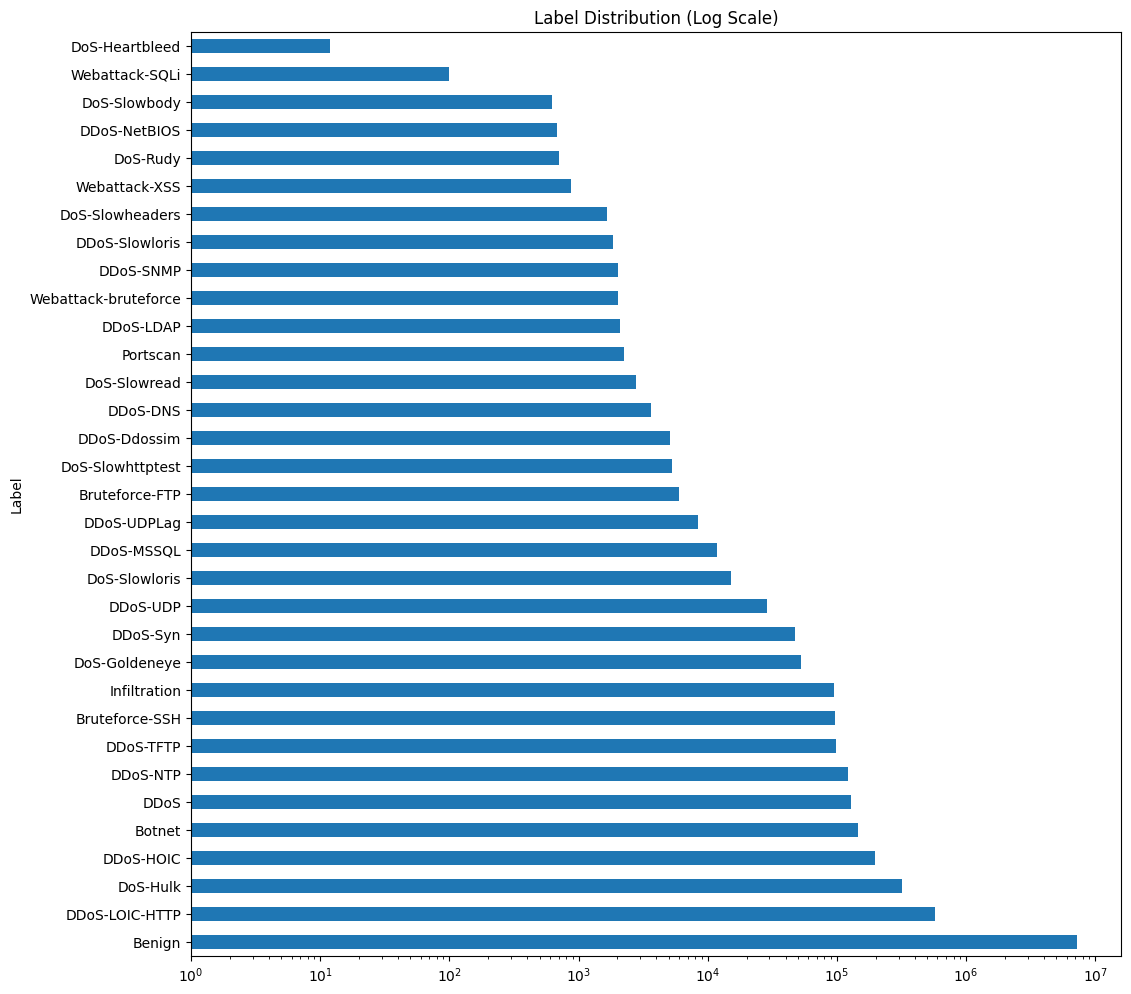 Label Distribution (Log Scale)
DoS-Heartbleed
Webattack-SQLi
DoS-Slowbody
DDoS-NetBIOS
DoS-Rudy
Webattack-XSS
DoS-Slowheaders
DDoS-Slowloris
DDoS-SNMP
Webattack-bruteforce
DDoS-LDAP
Portscan
DoS-Slowread
DDoS-DNS
DDoS-Ddossim
DoS-Slowhttptest
Bruteforce-FTP
DDoS-UDPLag
DDoS-MSSQL
DoS-Slowloris
DDoS-UDP
DDoS-Syn
DoS-Goldeneye
Infiltration
Bruteforce-SSH
DDoS-TFTP
DDoS-NTP
DDoS
Botnet
DDoS-HOIC
DoS-Hulk
DDoS-LOIC-HTTP
Benign
Label
10⁰ 10¹ 10² 10³ 10⁴ 10⁵ 10⁶ 10⁷